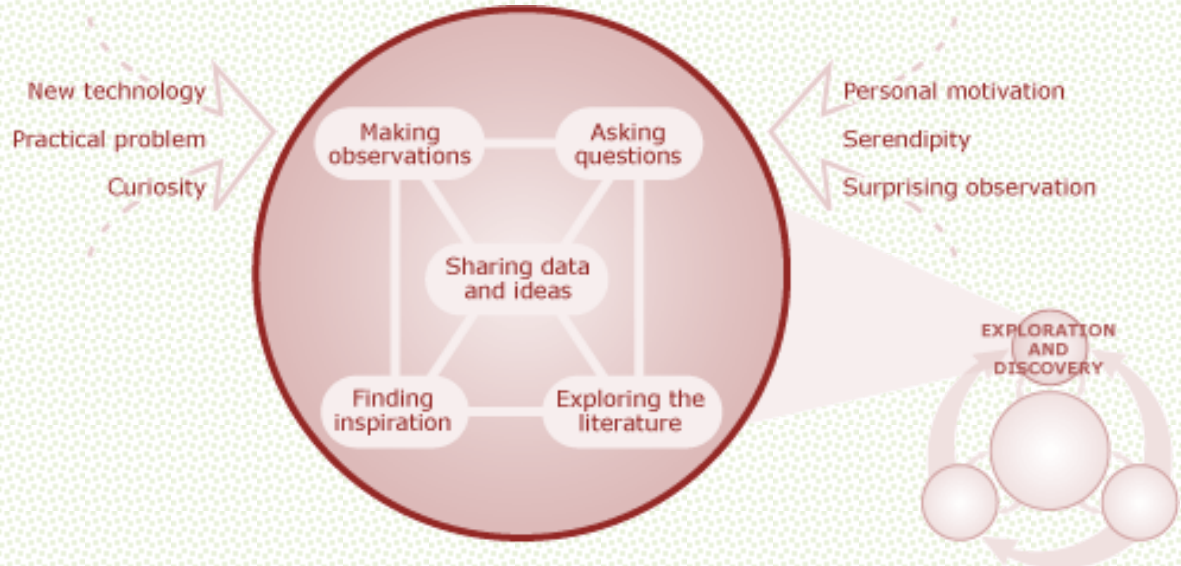 New technology
Practical problem
Curiosity
Making
observations
Asking
questions
Sharing data
and ideas
Finding
inspiration
Exploring the
literature
Personal motivation
Serendipity
Surprising observation
EXPLORATION
AND
DISCOVERY